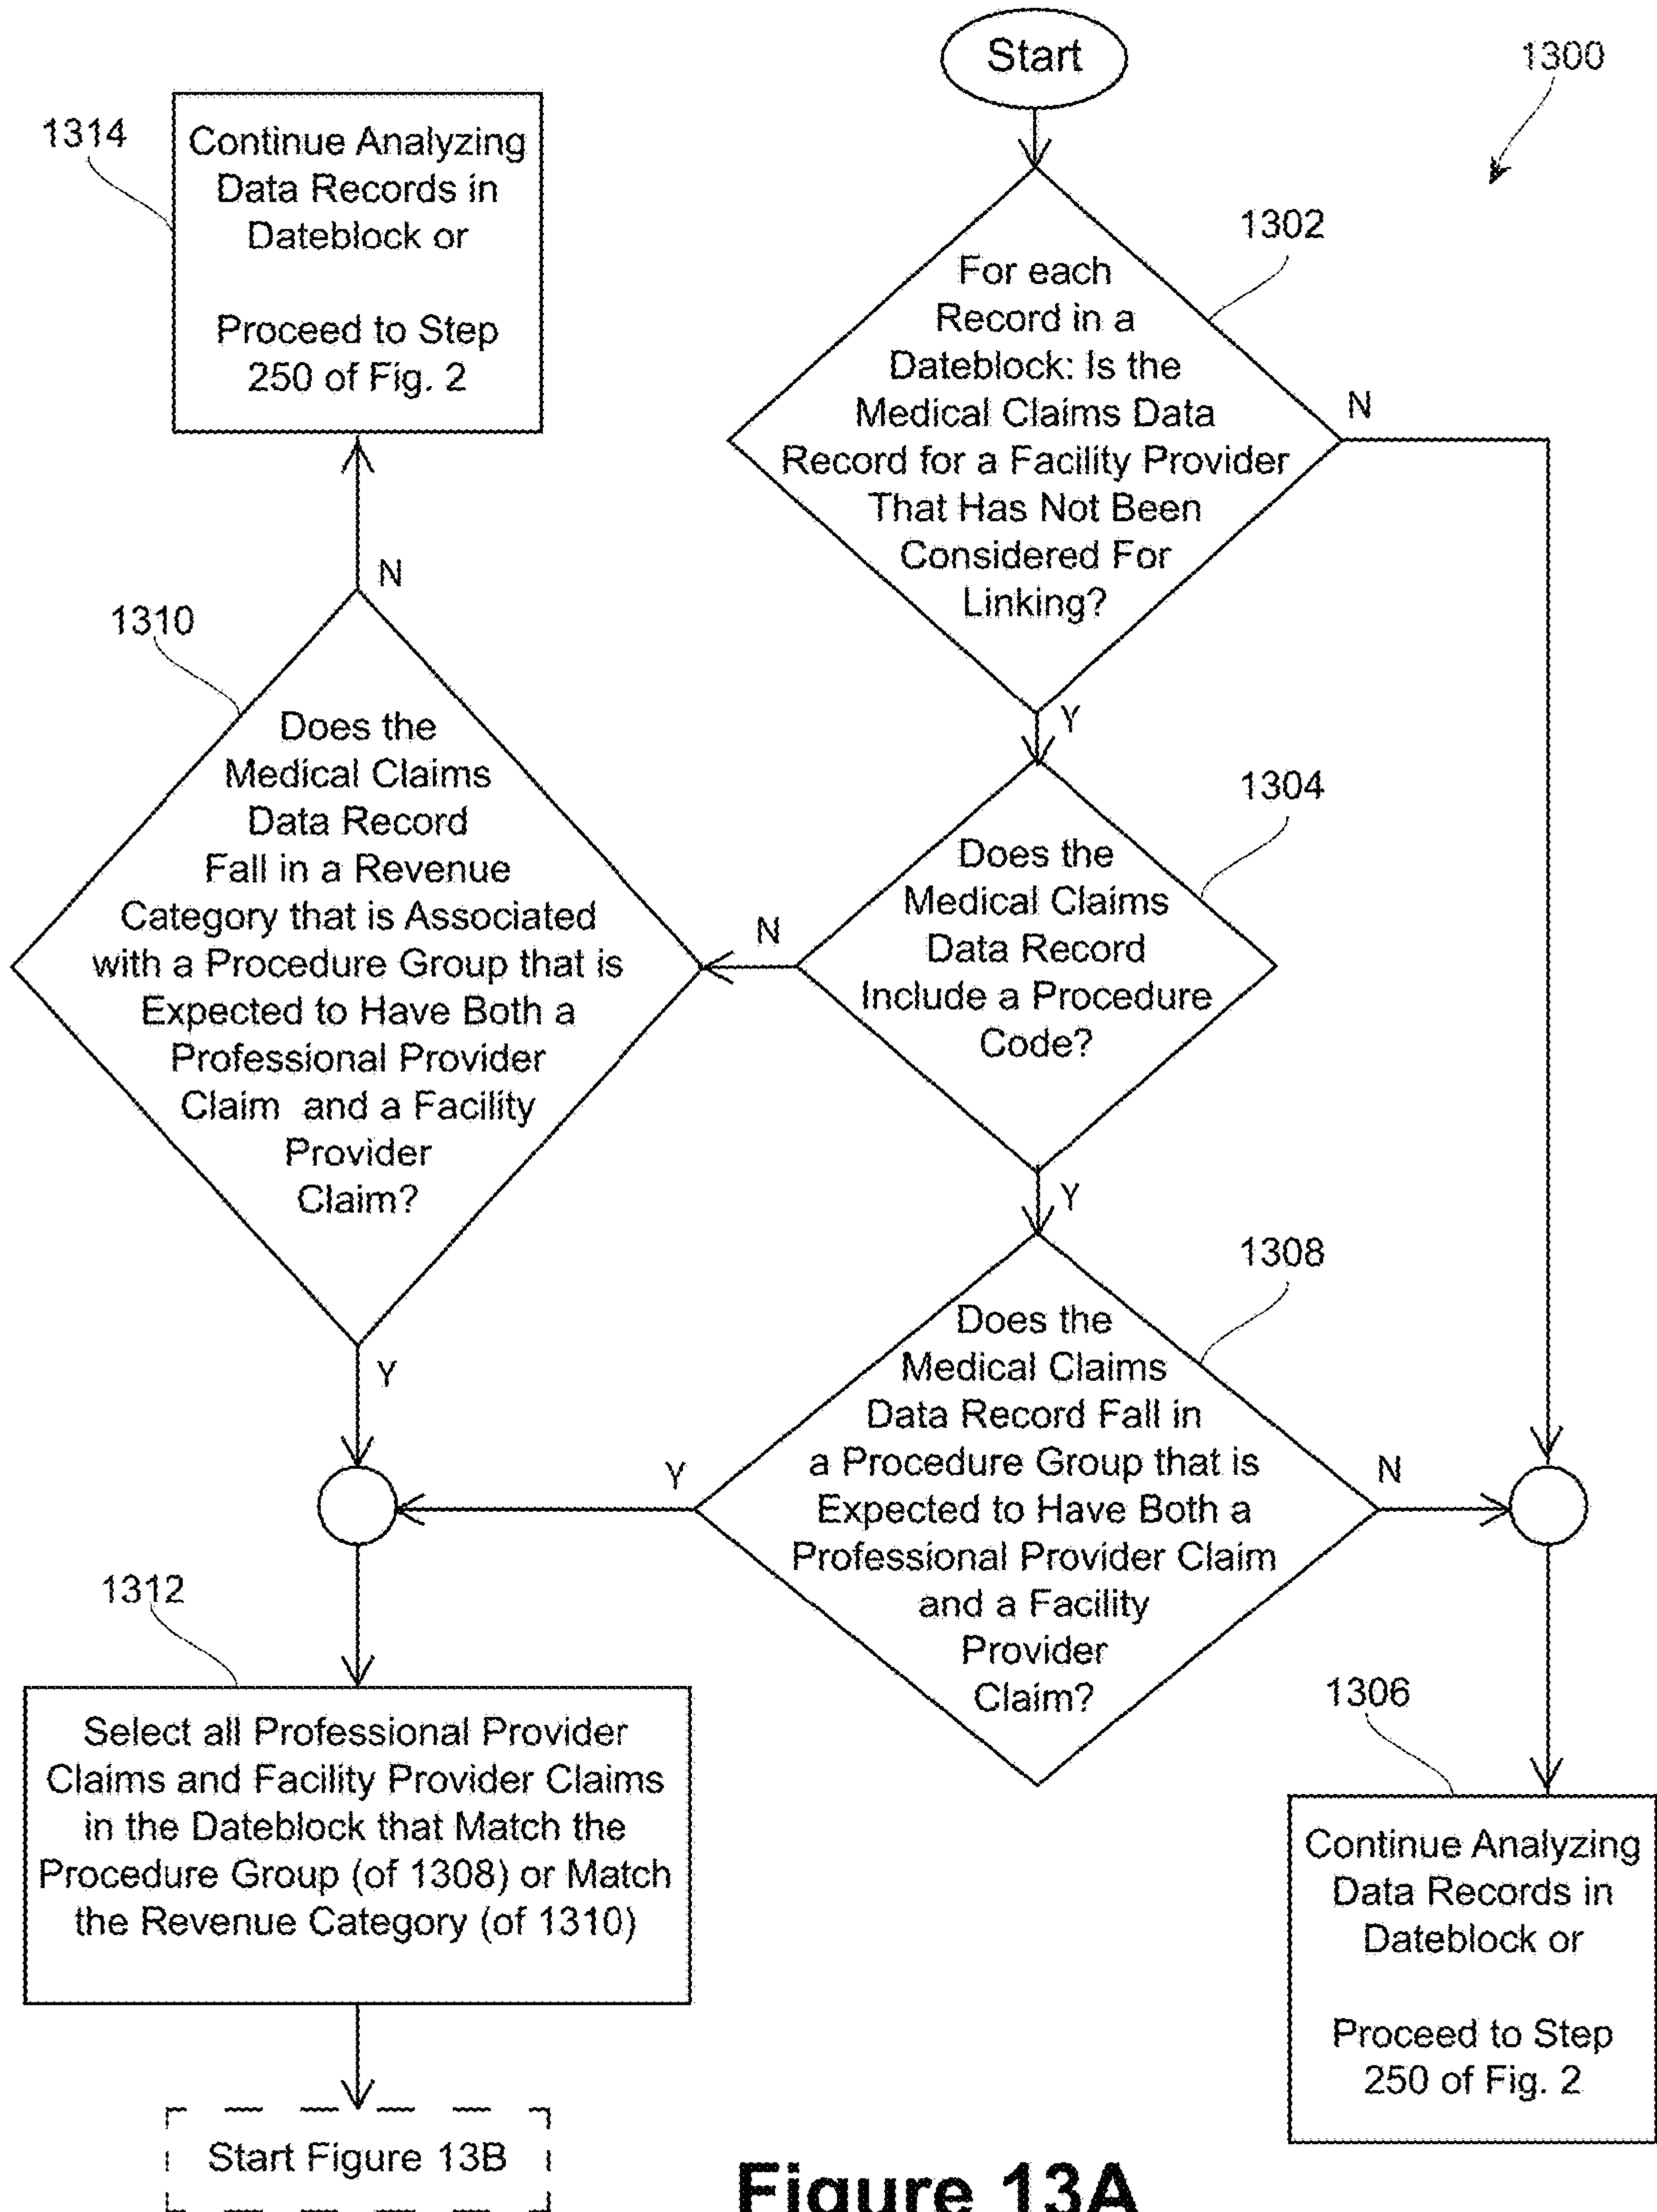 Start
1300
1314
Continue Analyzing
Data Records in
Dateblock or
Proceed to Step
250 of Fig. 2
1302
For each
Record in a
Dateblock: Is the
Medical Claims Data
Record for a Facility Provider
That Has Not Been
Considered For
Linking?
N
Y
N
1310
Does the
Medical Claims
Data Record
Fall in a Revenue
Category that is Associated
with a Procedure Group that is
Expected to Have Both a
Professional Provider
Claim and a Facility
Provider
Claim?
Y
1304
Does the
Medical Claims
Data Record
Include a Procedure
Code?
N
Y
1308
Does the
Medical Claims
Data Record Fall in
a Procedure Group that is
Expected to Have Both a
Professional Provider Claim
and a Facility
Provider
Claim?
Y
N
1312
Select all Professional Provider
Claims and Facility Provider Claims
in the Dateblock that Match the
Procedure Group (of 1308) or Match
the Revenue Category (of 1310)
1306
Continue Analyzing
Data Records in
Dateblock or
Proceed to Step
250 of Fig. 2
Start Figure 13B
Figure 13A